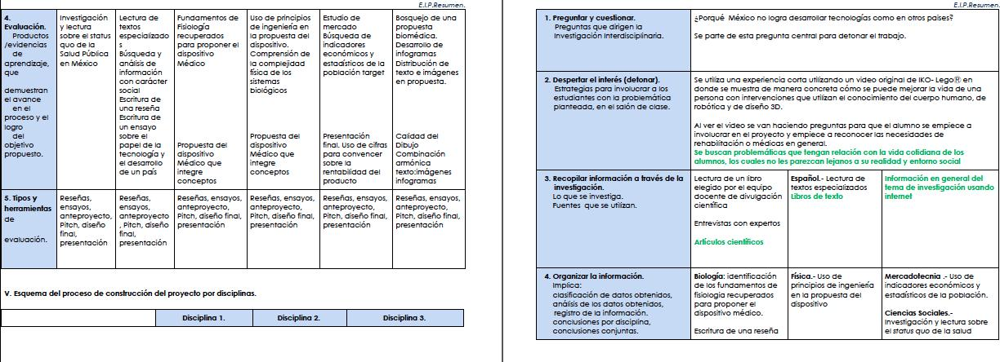 E.I.P.Resumen.
4.
Evaluación.
Productos
/evidencias
de
aprendizaje,
que
demuestran
el avance
en el
proceso y el
logro
del
objetivo
propuesto.
Investigación
y lectura
sobre el status
quo de la
Salud Pública
en México
Lectura de
textos
especializado
s
Búsqueda y
análisis de
información
con carácter
social
Escritura de
una reseña
Escritura de
un ensayo
sobre el
papel de la
tecnología y
el desarrollo
de un país
Fundamentos de
Fisiología
recuperados
para proponer el
dispositivo
Médico
Propuesta del
dispositivo
Médico que
integre
conceptos
Uso de principios
de ingeniería en
la propuesta del
dispositivo.
Comprensión de
la complejidad
física de los
sistemas
biológicos
Propuesta del
dispositivo
Médico que
integre
conceptos
Estudio de
mercado
Búsqueda de
indicadores
económicos y
estadísticos de la
población target
Presentación
final. Uso de cifras
para convencer
sobre la
rentabilidad del
producto
Bosquejo de una
propuesta
biomédica.
Desarrollo de
infogramas
Distribución de
texto e imágenes
en propuesta.
Calidad del
Dibujo
Combinación
armónica
texto:imágenes
infogramas
5. Tipos y
herramientas
de
evaluación.
Reseñas,
ensayos,
anteproyecto,
Pitch, diseño
final,
presentación
Reseñas,
ensayos,
anteproyecto
, Pitch, diseño
final,
presentación
Reseñas, ensayos,
anteproyecto,
Pitch, diseño final,
presentación
Reseñas, ensayos,
anteproyecto,
Pitch, diseño final,
presentación
Reseñas, ensayos,
anteproyecto,
Pitch, diseño final,
presentación
Reseñas, ensayos,
anteproyecto,
Pitch, diseño final,
presentación
V. Esquema del proceso de construcción del proyecto por disciplinas.
Disciplina 1.
Disciplina 2.
Disciplina 3.
E.I.P.Resumen.
1. Preguntar y cuestionar.
Preguntas que dirigen la
Investigación Interdisciplinaria.
¿Porqué México no logra desarrollar tecnologías como en otros países?
Se parte de esta pregunta central para detonar el trabajo.
2. Despertar el interés (detonar).
Estrategias para involucrar a los
estudiantes con la problemática
planteada, en el salón de clase.
Se utiliza una experiencia corta utilizando un video original de IKO- Lego® en
donde se muestra de manera concreta cómo se puede mejorar la vida de una
persona con intervenciones que utilizan el conocimiento del cuerpo humano, de
robótica y de diseño 3D.
Al ver el video se van haciendo preguntas para que el alumno se empiece a
involucrar en el proyecto y empiece a reconocer las necesidades de
rehabilitación o médicas en general.
Se buscan problemáticas que tengan relación con la vida cotidiana de los
alumnos, los cuales no les parezcan lejanos a su realidad y entorno social
3. Recopilar información a través de la
investigación.
Lo que se investiga.
Fuentes que se utilizan.
Lectura de un libro
elegido por el equipo
docente de divulgación
científica
Entrevistas con expertos
Artículos científicos
Español.- Lectura de
textos especializados
Libros de texto
Información en general del
tema de investigación usando
internet
4. Organizar la información.
Implica:
clasificación de datos obtenidos,
análisis de los datos obtenidos,
registro de la información.
conclusiones por disciplina,
conclusiones conjuntas.
Biología: identificación
de los fundamentos de
fisiología recuperados
para proponer el
dispositivo médico.
Escritura de una reseña
Física.- Uso de
principios de ingeniería
en la propuesta del
dispositivo
Mercadotecnia .- Uso de
indicadores económicos y
estadísticos de la población.
Ciencias Sociales.-
Investigación y lectura sobre
el status quo de la salud